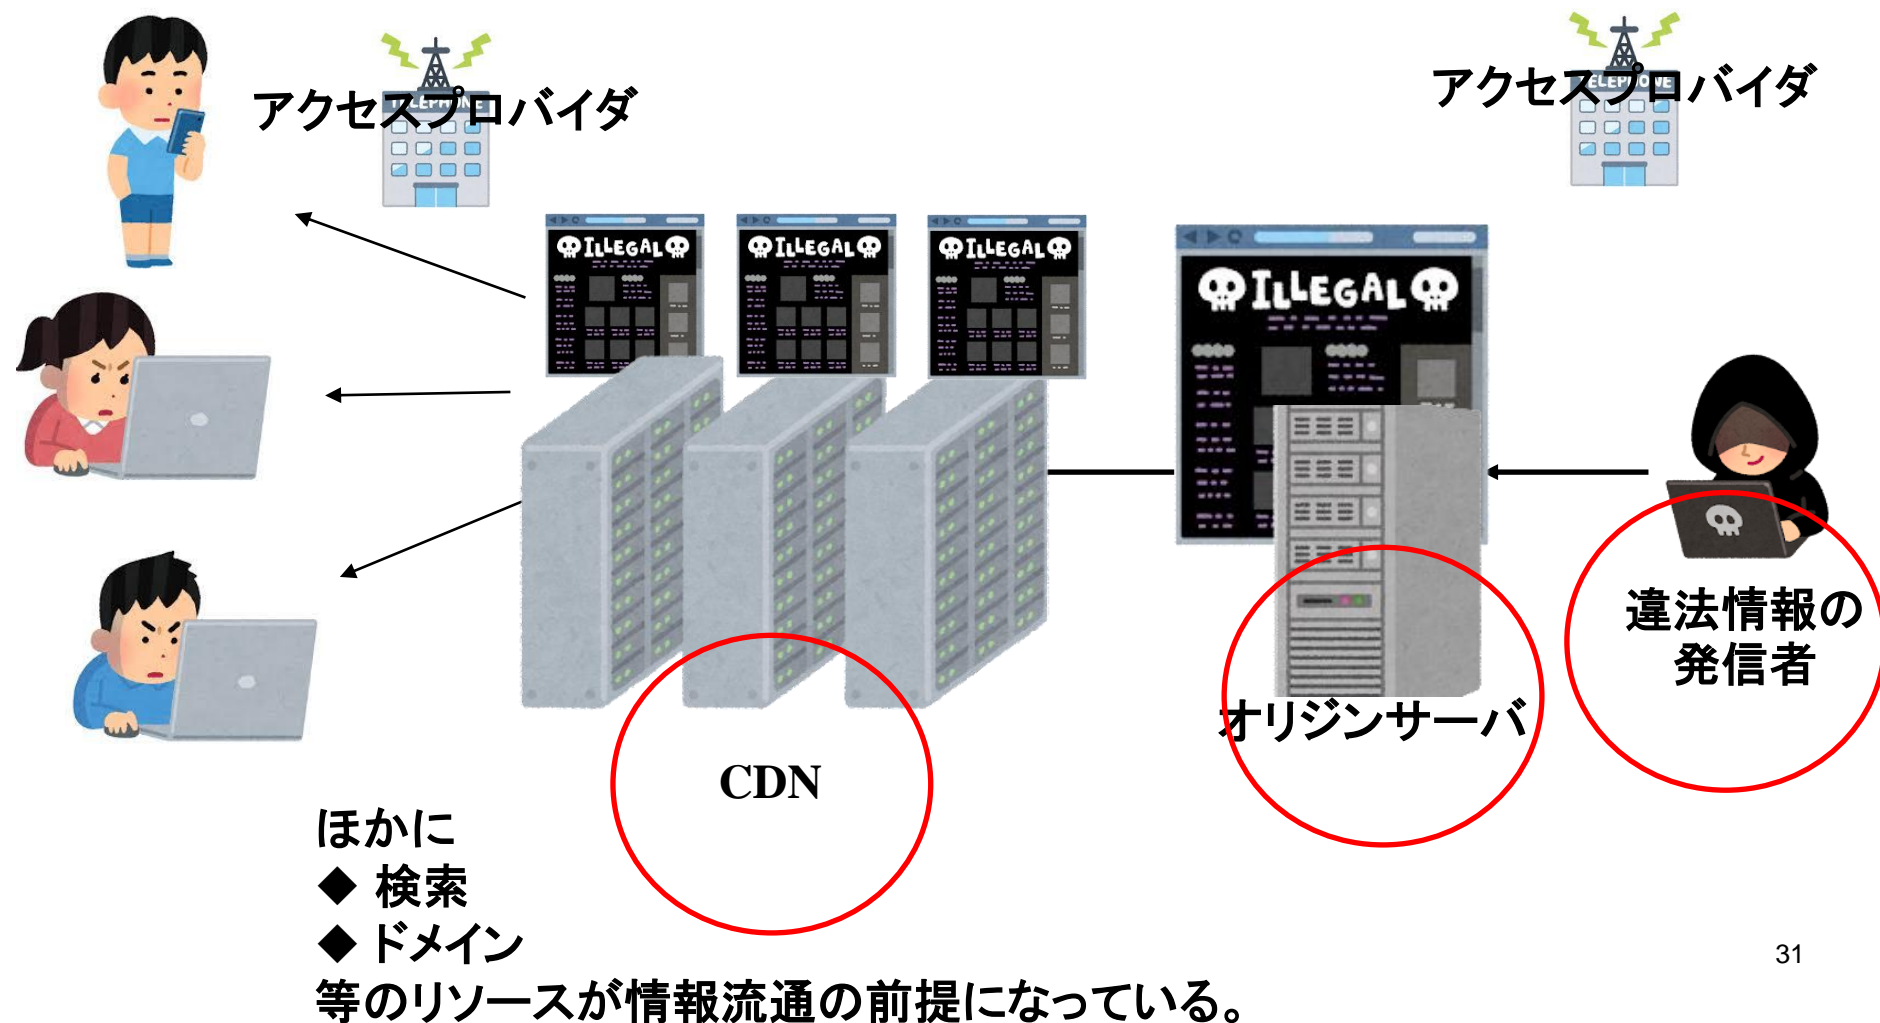 アクセスプロバイダ
アクセスプロバイダ
ILLEGAL
ILLEGAL
ILLEGAL
ILLEGAL
違法情報の
発信者
オリジンサーバ
CDN
ほかに
◆ 検索
◆ ドメイン
等のリソースが情報流通の前提になっている。
31